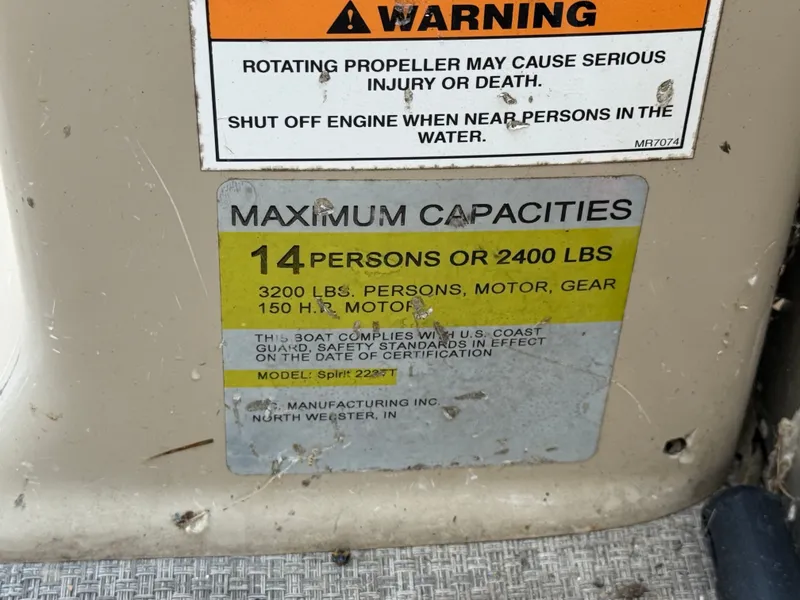 WARNING
ROTATING PROPELLER MAY CAUSE SERIOUS
INJURY OR DEATH.
SHUT OFF ENGINE WHEN NEAR PERSONS IN THE
WATER.
MR7074
MAXIMUM CAPACITIES
14 PERSONS OR 2400 LBS
3200 LBS. PERSONS, MOTOR, GEAR
150 H.P. MOTOR
THIS BOAT COMPLIES WITH U.S. COAST
GUARD, SAFETY STANDARDS IN EFFECT
ON THE DATE OF CERTIFICATION
MODEL: Spirit
MANUFACTURING INC.
NORTH WEBSTER, IN